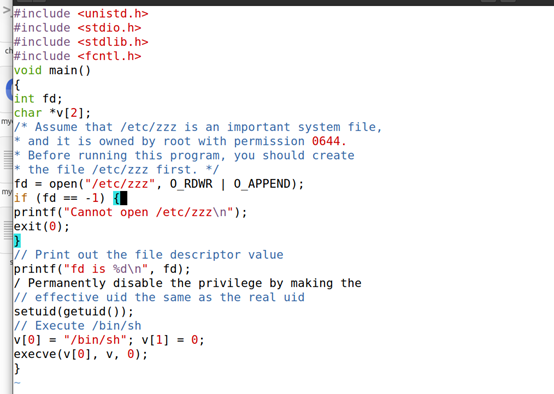 #include <unistd.h>
#include <stdio.h>
#include <stdlib.h>
#include <fcntl.h>
void main()
{
int fd;
char *v[2];
/* Assume that /etc/zzz is an important system file,
* and it is owned by root with permission 0644.
* Before running this program, you should create
* the file /etc/zzz first. */
fd = open("/etc/zzz", O_RDWR | O_APPEND);
if (fd == -1) {
printf("Cannot open /etc/zzz\n");
exit(0);
}
// Print out the file descriptor value
printf("fd is %d\n", fd);
/ Permanently disable the privilege by making the
// effective uid the same as the real uid
setuid(getuid());
// Execute /bin/sh
v[0] = "/bin/sh"; v[1] = 0;
execve(v[0], v, 0);
}
~